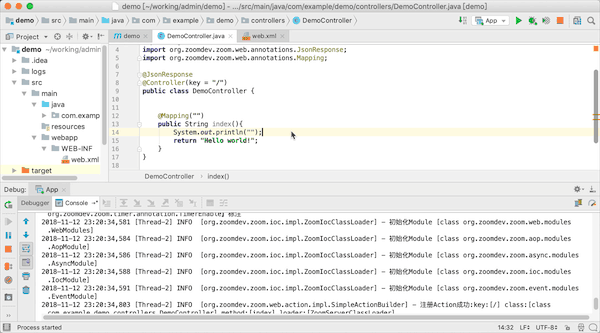 demo [~/working/admin/demo] - .../src/main/java/com/example/demo/controllers/DemoController.java [demo]
demo src main java com example demo controllers DemoController App
Project demo DemoController.java web.xml
demo ~/working/admin/
.idea
logs
src
main
java
com.examp
resources
webapp
WEB-INF
web.xml
target
4 import org.zoomdev.zoom.web.annotations.JsonResponse;
5 import org.zoomdev.zoom.web.annotations.Mapping;
6
7 @JsonResponse
8 @Controller(key = "/")
9 public class DemoController {
10
11
12 @Mapping("")
13 public String index(){
14 System.out.println("");
15 return "Hello world!";
16 }
17 }
18
DemoController index()
Debug: App
Debugger Console
org.zoomdev.zoom.timer.annotation.TimerEnable] 标注
2018-11-12 23:20:34,581 [Thread-2] INFO [org.zoomdev.zoom.ioc.impl.ZoomIocClassLoader] - 初始化Module [class org.zoomdev.zoom.web.modules
.WebModules]
2018-11-12 23:20:34,584 [Thread-2] INFO [org.zoomdev.zoom.ioc.impl.ZoomIocClassLoader] - 初始化Module [class org.zoomdev.zoom.aop.modules
.AopModule]
2018-11-12 23:20:34,586 [Thread-2] INFO [org.zoomdev.zoom.ioc.impl.ZoomIocClassLoader] - 初始化Module [class org.zoomdev.zoom.async.modules
.AsyncModule]
2018-11-12 23:20:34,588 [Thread-2] INFO [org.zoomdev.zoom.ioc.impl.ZoomIocClassLoader] - 初始化Module [class org.zoomdev.zoom.ioc.modules
.IocModule]
2018-11-12 23:20:34,591 [Thread-2] INFO [org.zoomdev.zoom.ioc.impl.ZoomIocClassLoader] - 初始化Module [class org.zoomdev.zoom.event.modules
.EventModule]
2018-11-12 23:20:34,803 [Thread-2] INFO [org.zoomdev.zoom.web.action.impl.SimpleActionBuilder] - 注册Action成功:key:[/] class:[class
com.example.demo.controllers.DemoController] method:[index] loader:[ZoomServerClassLoader]
Process started 14:32 LF÷ UTF-8÷